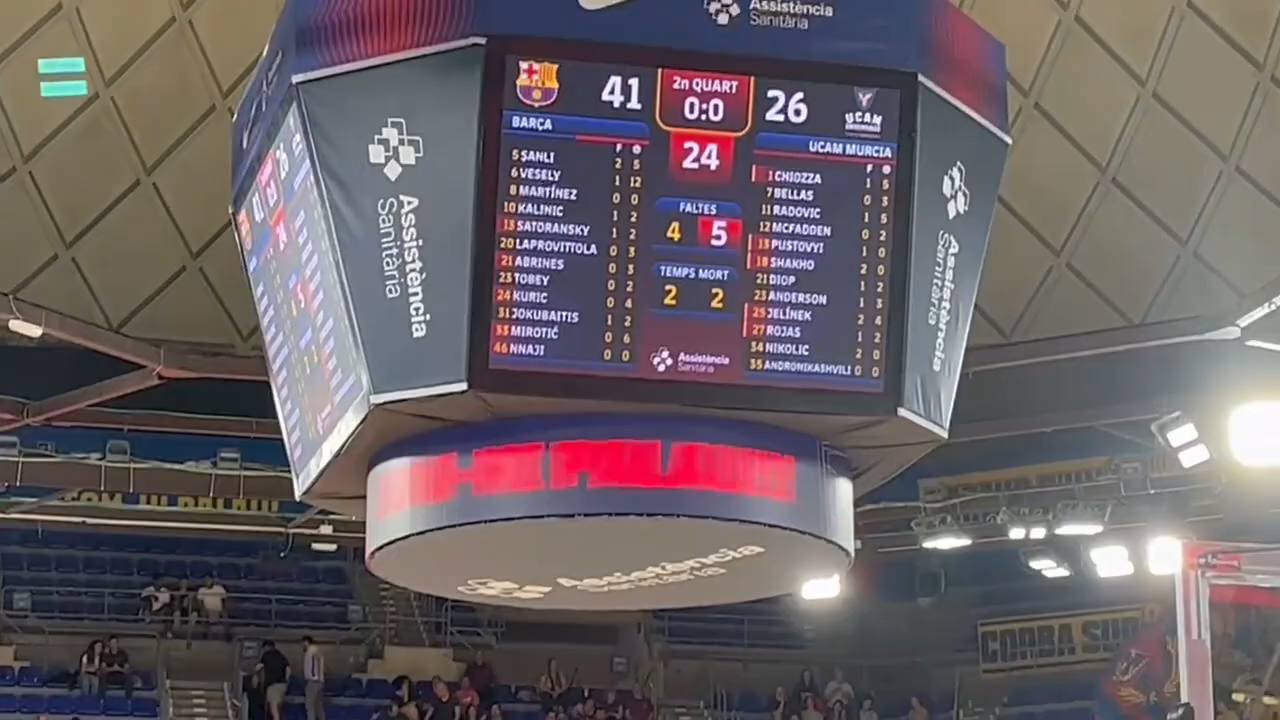 Assistència
Sanitària
Assistència
Sanitària
41
2n QUART
0:0
26
UCAM
BARÇA
24
UCAM MURCIA
F
F
5 SANLI 2 5
6 VESELY 1 12
8 MARTÍNEZ 0 0
10 KALINIC 1 2
13 SATORANSKY 1 2
20 LAPROVITTOLA 0 3
21 ABRINES 0 3
23 TOBEY 0 2
24 KURIC 0 4
31 JOKUBAITIS 1 2
33 MIROTIĆ 0 6
46 NNAJI 0 0
FALTES
4 5
TEMPS MORT
2 2
Assistència
Sanitària
1 CHIOZZA 1 5
7 BELLAS 0 3
11 RADOVIC 1 5
12 MCFADDEN 0 2
13 PUSTOVYI 1 0
18 SHAKHO 2 0
21 DIOP 1 2
23 ANDERSON 1 3
25 JELÍNEK 2 4
27 ROJAS 1 2
34 NIKOLIC 2 0
35 ANDRONIKASHVILI 0 0
Assistència
Sanitària
Assistència
Sanitària